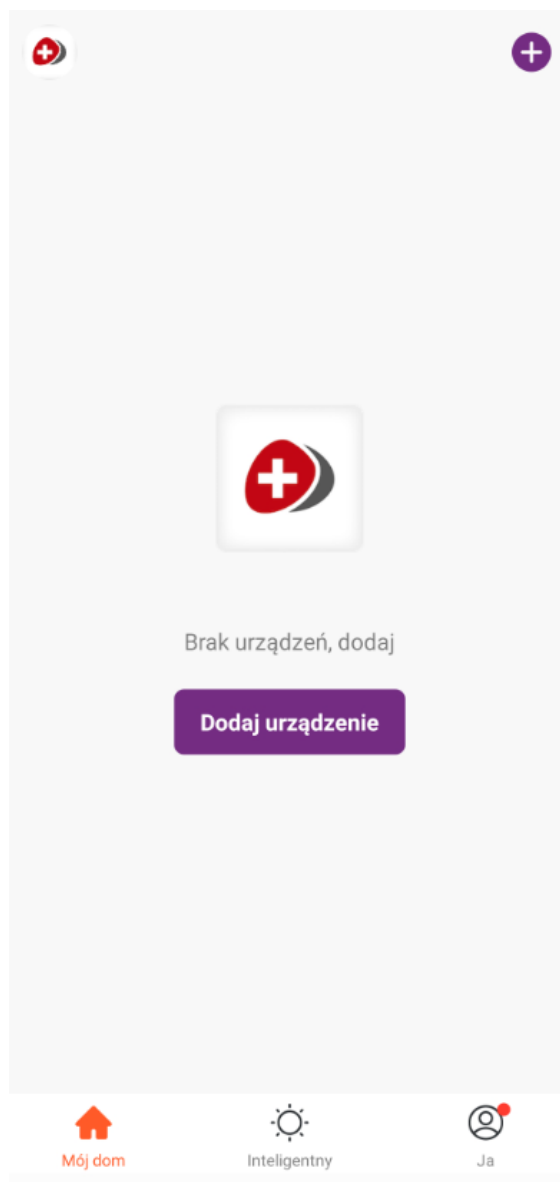 Brak urządzeń, dodaj
Dodaj urządzenie
Mój dom
Inteligentny
Ja